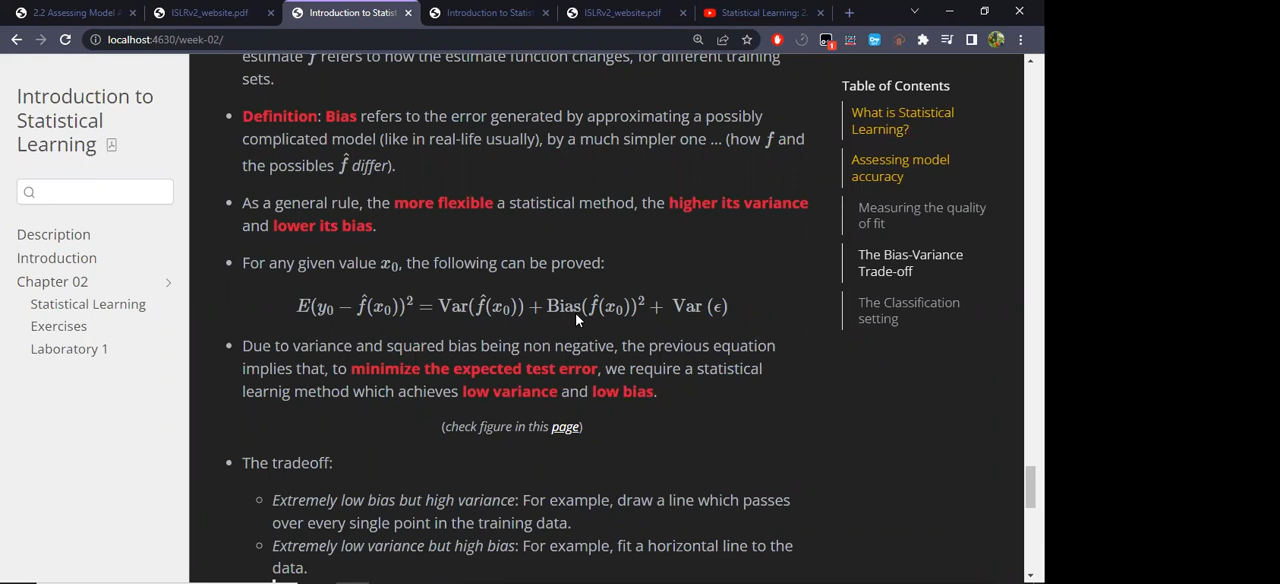 2.2 Assessing Model A
ISLRv2_website.pdf
Introduction to Statist
Introduction to Statis
ISLRv2_website.pdf
Statistical Learning: 2.
localhost:4630/week-02/
1
Introduction to
Statistical
Learning
Description
Introduction
Chapter 02
Statistical Learning
Exercises
Laboratory 1
estimate f̂ refers to how the estimate function changes, for different training
sets.
• Definition: Bias refers to the error generated by approximating a possibly
complicated model (like in real-life usually), by a much simpler one … (how f and
the possibles f̂ differ).
• As a general rule, the more flexible a statistical method, the higher its variance
and lower its bias.
• For any given value x₀, the following can be proved:
E(y₀ − f̂(x₀))² = Var(f̂(x₀)) + Bias(f̂(x₀))² + Var (ϵ)
• Due to variance and squared bias being non negative, the previous equation
implies that, to minimize the expected test error, we require a statistical
learnig method which achieves low variance and low bias.
(check figure in this page)
• The tradeoff:
◦ Extremely low bias but high variance: For example, draw a line which passes
over every single point in the training data.
◦ Extremely low variance but high bias: For example, fit a horizontal line to the
data.
Table of Contents
What is Statistical
Learning?
Assessing model
accuracy
Measuring the quality
of fit
The Bias-Variance
Trade-off
The Classification
setting